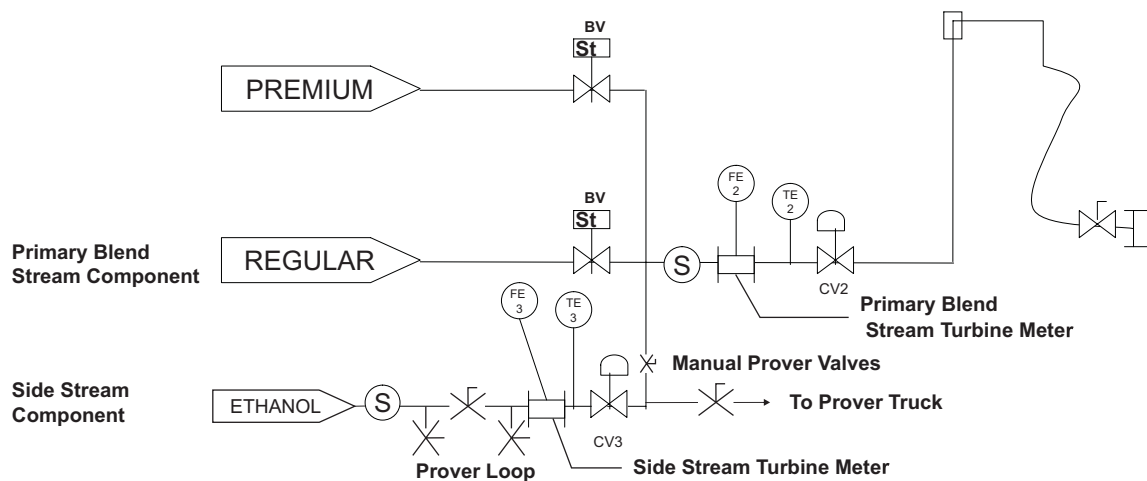 BV
St
PREMIUM
FE
2
TE
2
BV
St
Primary Blend
Stream Component
REGULAR
S
CV2
FE
3
TE
3
Primary Blend
Stream Turbine Meter
Manual Prover Valves
Side Stream
Component
ETHANOL
S
To Prover Truck
CV3
Prover Loop
Side Stream Turbine Meter